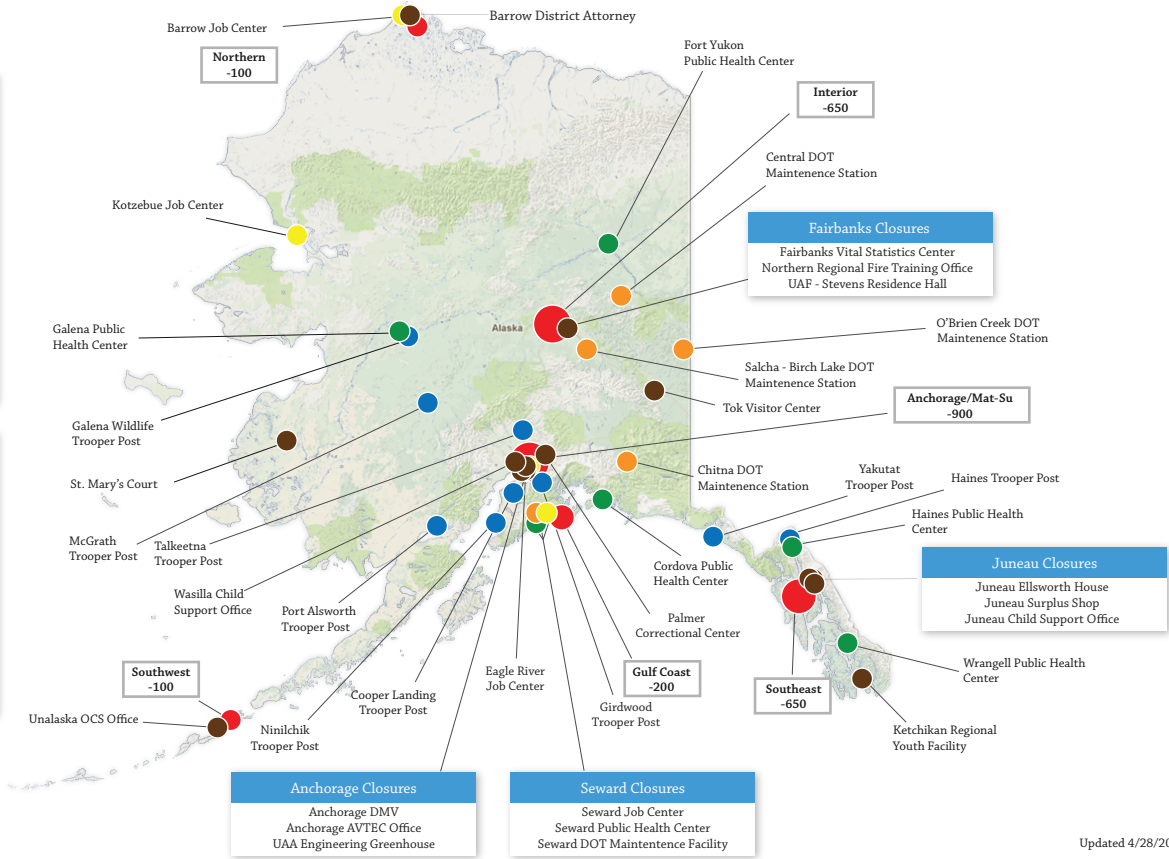 Barrow Job Center
Barrow District Attorney
Northern
-100
Fort Yukon
Public Health Center
Interior
-650
Central DOT
Maintenence Station
Kotzebue Job Center
Fairbanks Closures
Fairbanks Vital Statistics Center
Northern Regional Fire Training Office
UAF - Stevens Residence Hall
Galena Public
Health Center
Alaska
O'Brien Creek DOT
Maintenence Station
Salcha - Birch Lake DOT
Maintenence Station
Tok Visitor Center
Anchorage/Mat-Su
-900
Galena Wildlife
Trooper Post
St. Mary's Court
Chitna DOT
Maintenence Station
Yakutat
Trooper Post
Haines Trooper Post
Haines Public Health
Center
McGrath
Trooper Post
Talkeetna
Trooper Post
Cordova Public
Health Center
Juneau Closures
Juneau Ellsworth House
Juneau Surplus Shop
Juneau Child Support Office
Wasilla Child
Support Office
Port Alsworth
Trooper Post
Palmer
Correctional Center
Southwest
-100
Eagle River
Job Center
Gulf Coast
-200
Southeast
-650
Wrangell Public Health
Center
Cooper Landing
Trooper Post
Girdwood
Trooper Post
Unalaska OCS Office
Ninilchik
Trooper Post
Ketchikan Regional
Youth Facility
Anchorage Closures
Anchorage DMV
Anchorage AVTEC Office
UAA Engineering Greenhouse
Seward Closures
Seward Job Center
Seward Public Health Center
Seward DOT Maintentence Facility
Updated 4/28/20